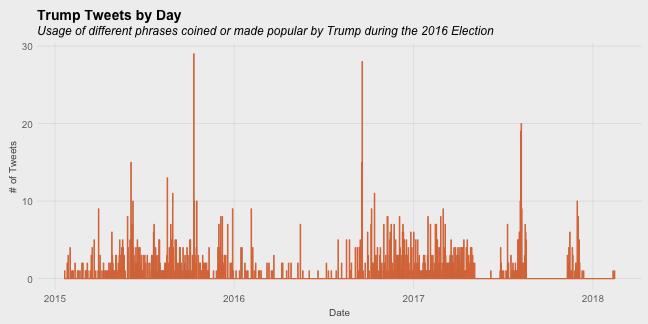 Trump Tweets by Day
Usage of different phrases coined or made popular by Trump during the 2016 Election
30
20
10
0
# of Tweets
2015 2016 2017 2018
Date